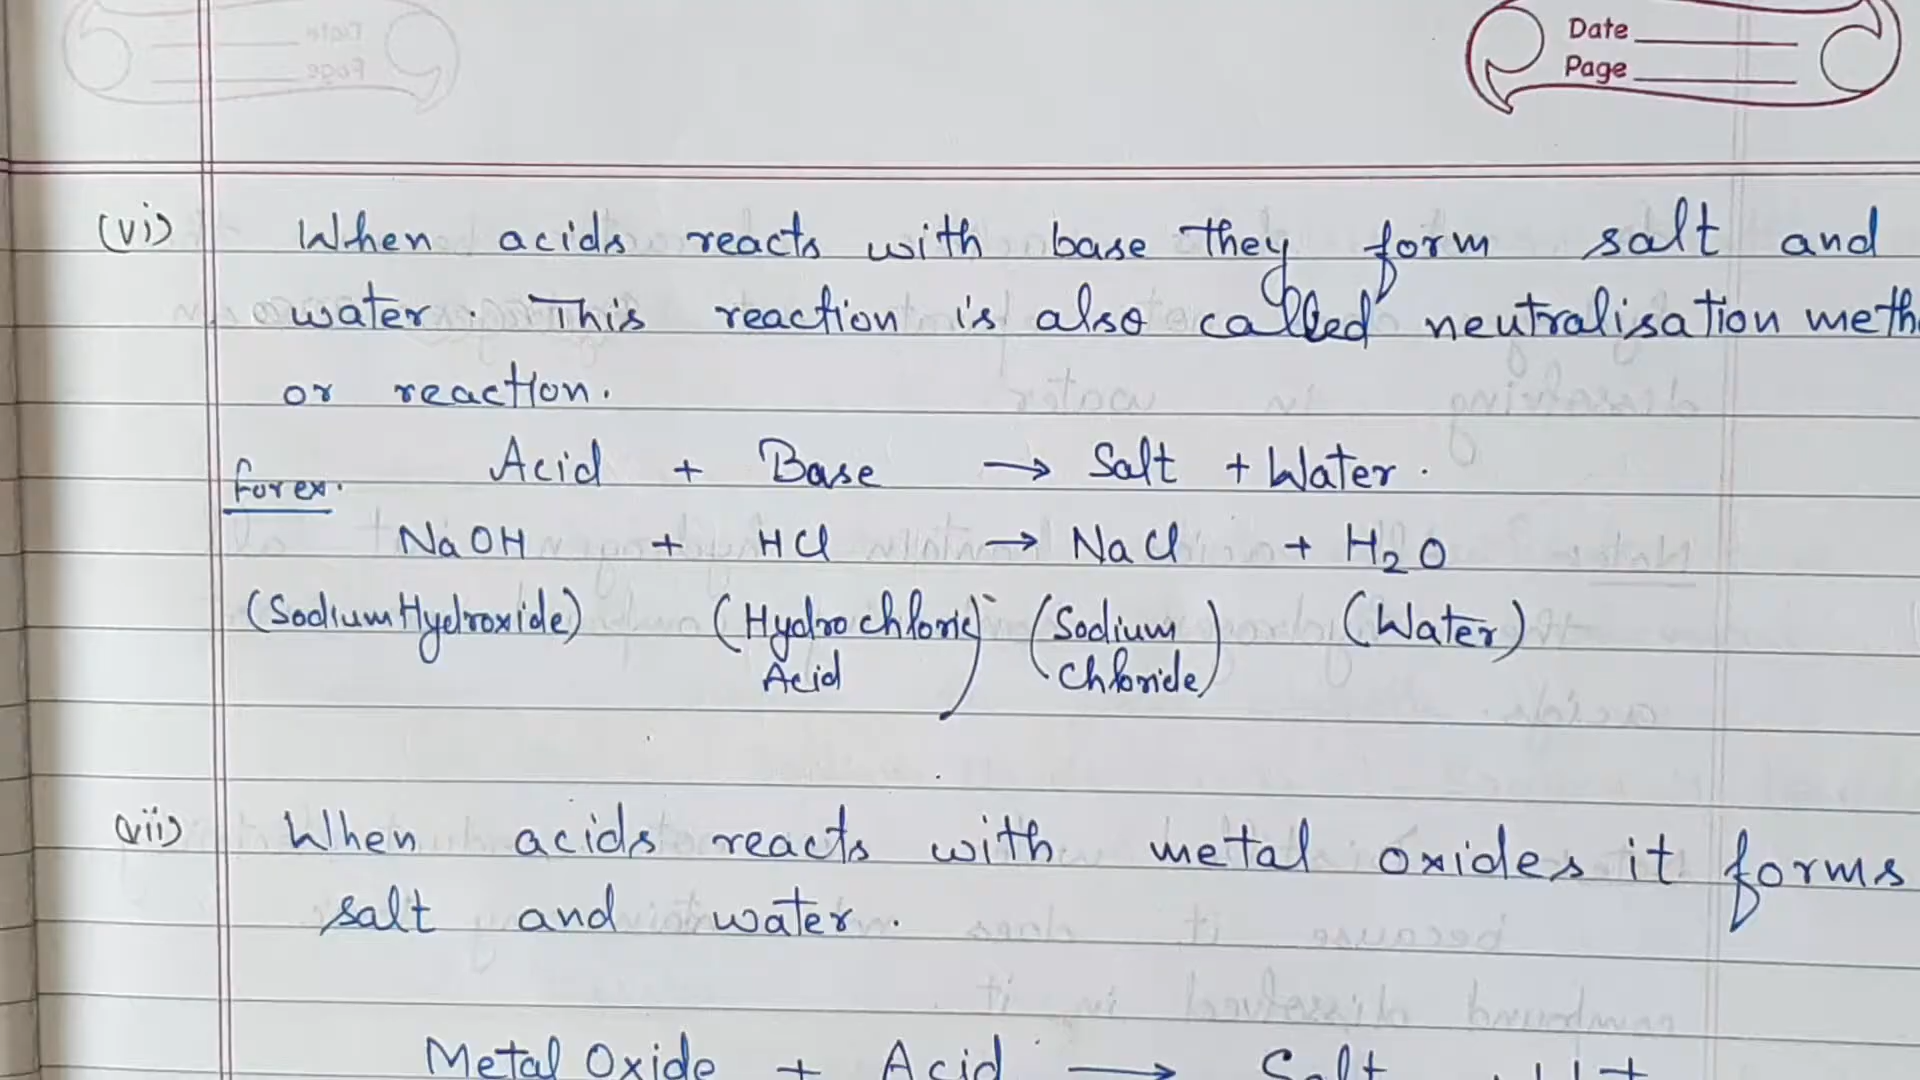 Date
Page
(vi) When acids reacts with base they form salt and
water. This reaction is also called neutralisation meth
or reaction.
Acid + Base → Salt + Water.
for ex.
NaOH + HCl → NaCl + H₂O
(Sodium Hydroxide) (Hydrochloric Acid) (Sodium Chloride) (Water)
(vii) When acids reacts with metal oxides it forms
salt and water.
Metal Oxide + Acid → Salt